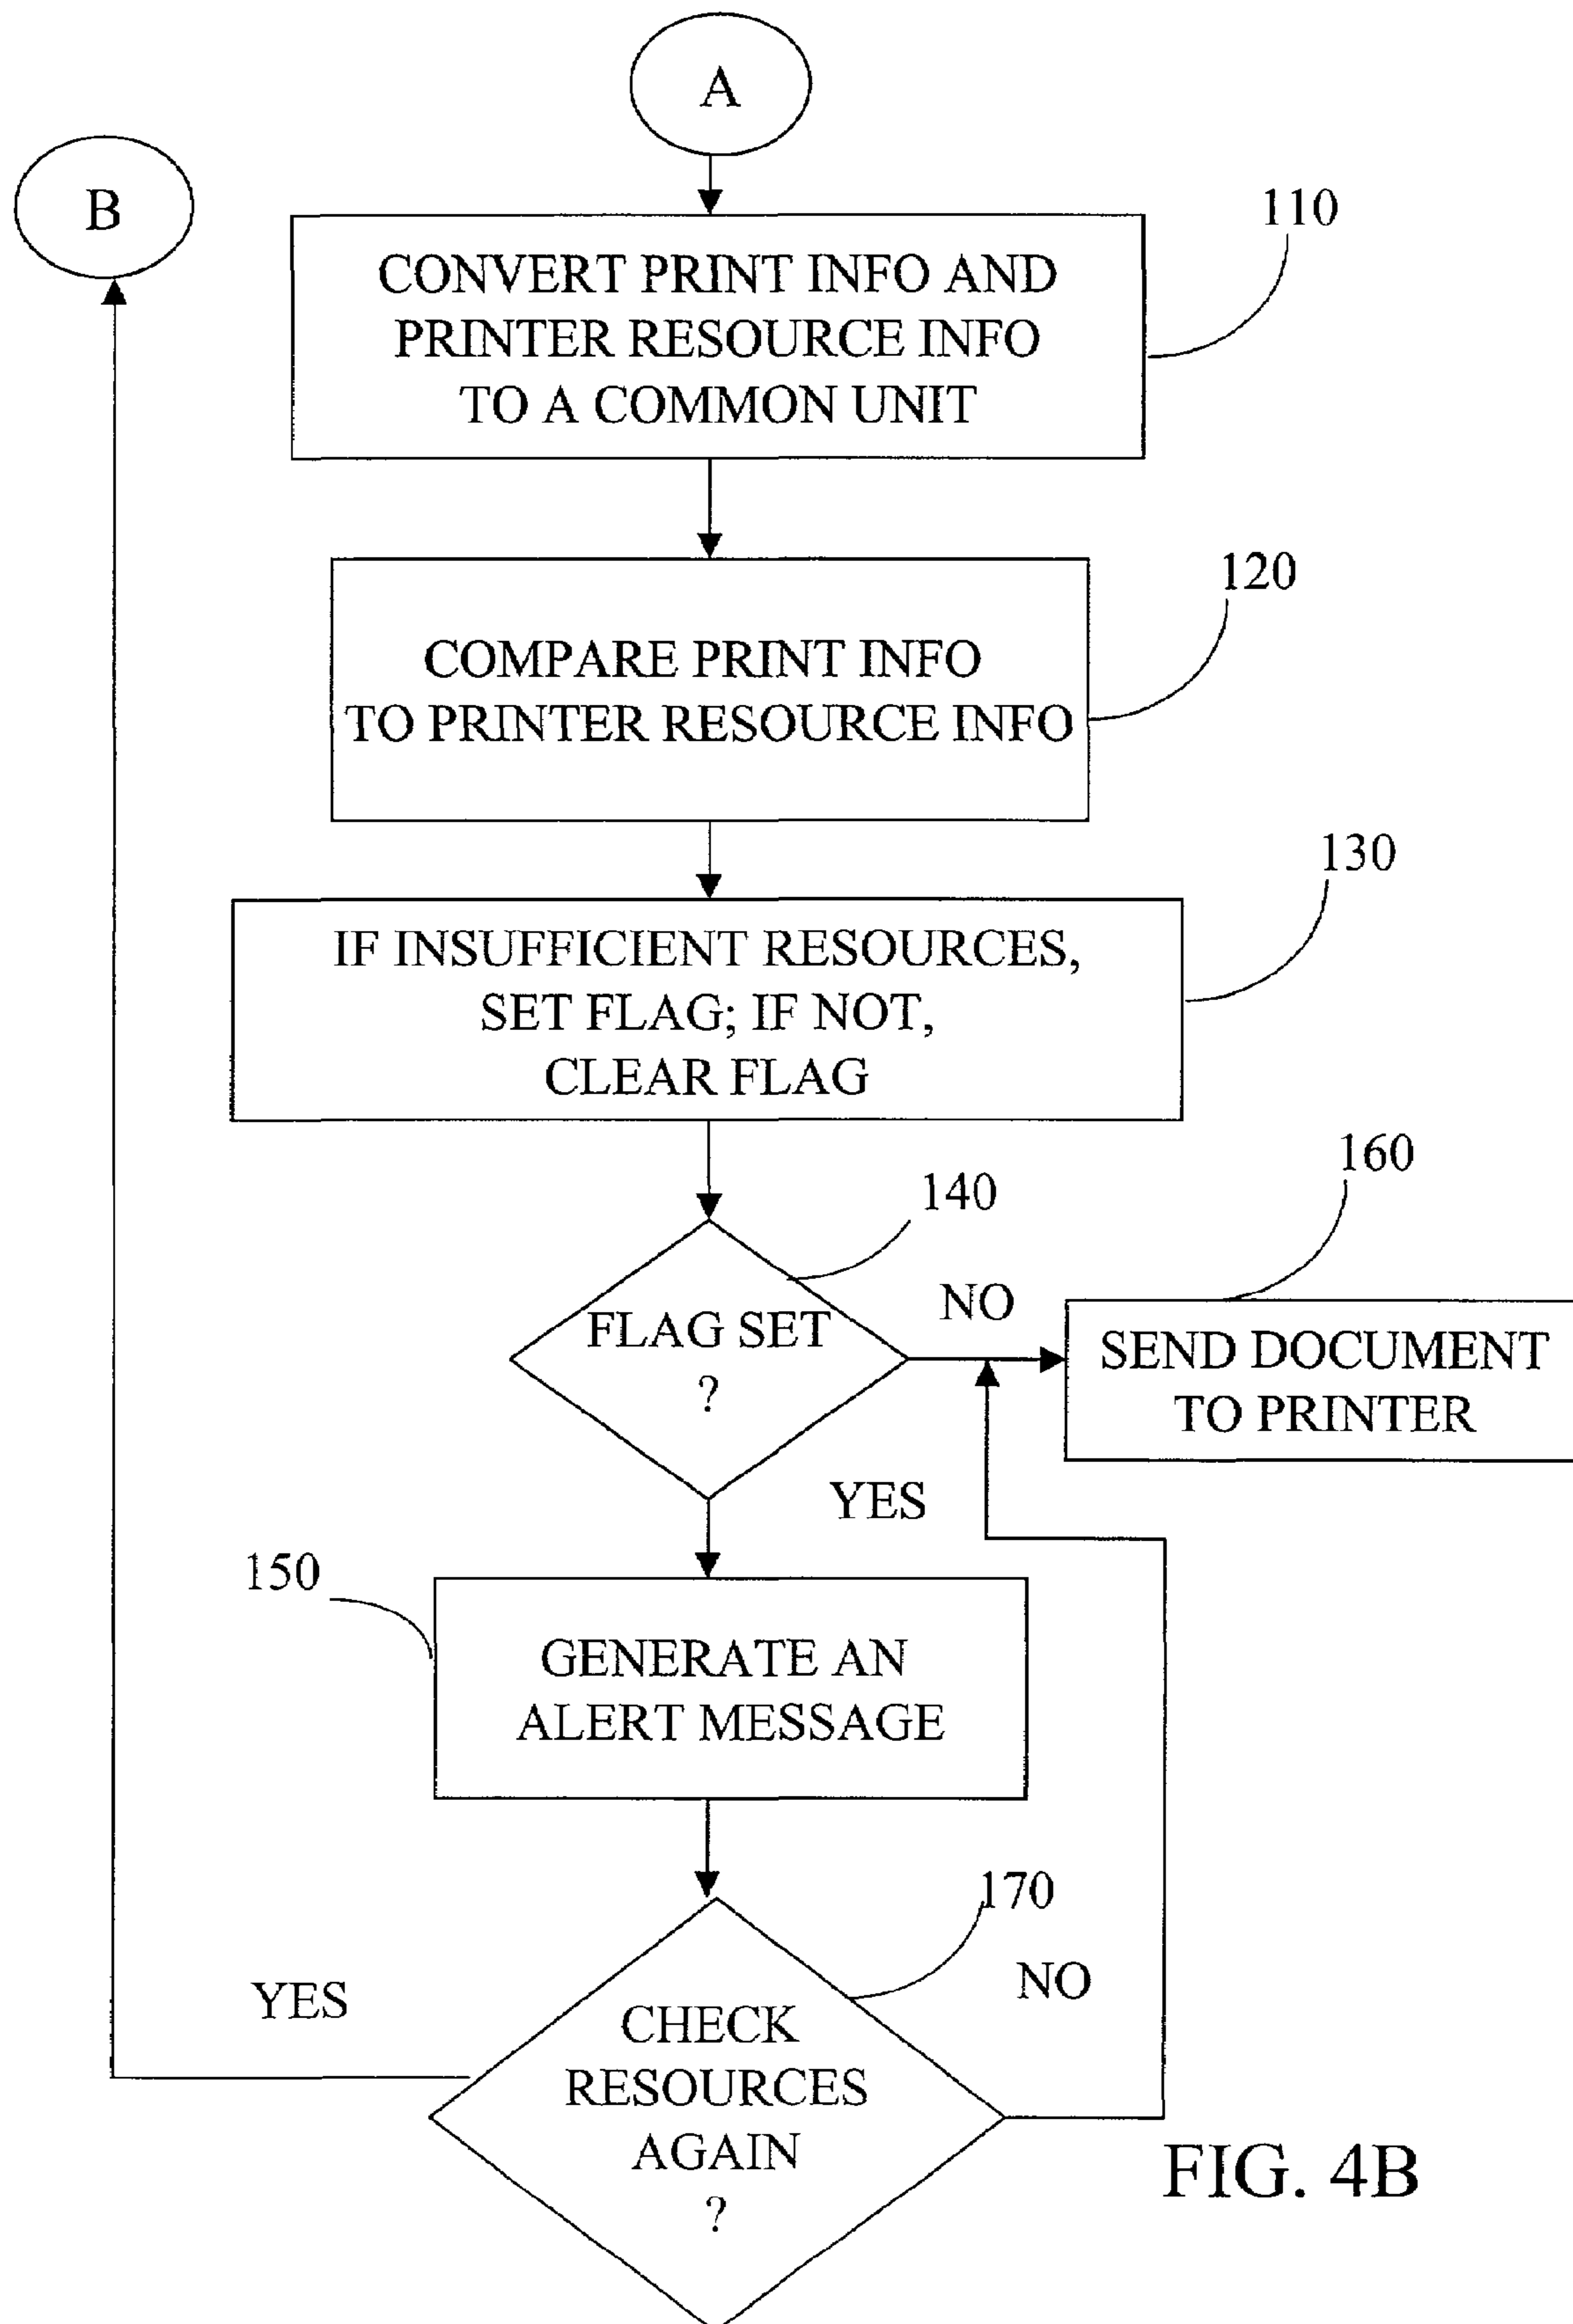 A
B
110
CONVERT PRINT INFO AND
PRINTER RESOURCE INFO
TO A COMMON UNIT
120
COMPARE PRINT INFO
TO PRINTER RESOURCE INFO
130
IF INSUFFICIENT RESOURCES,
SET FLAG; IF NOT,
CLEAR FLAG
140
160
FLAG SET
?
NO
SEND DOCUMENT
TO PRINTER
YES
150
GENERATE AN
ALERT MESSAGE
170
YES
NO
CHECK
RESOURCES
AGAIN
?
FIG. 4B